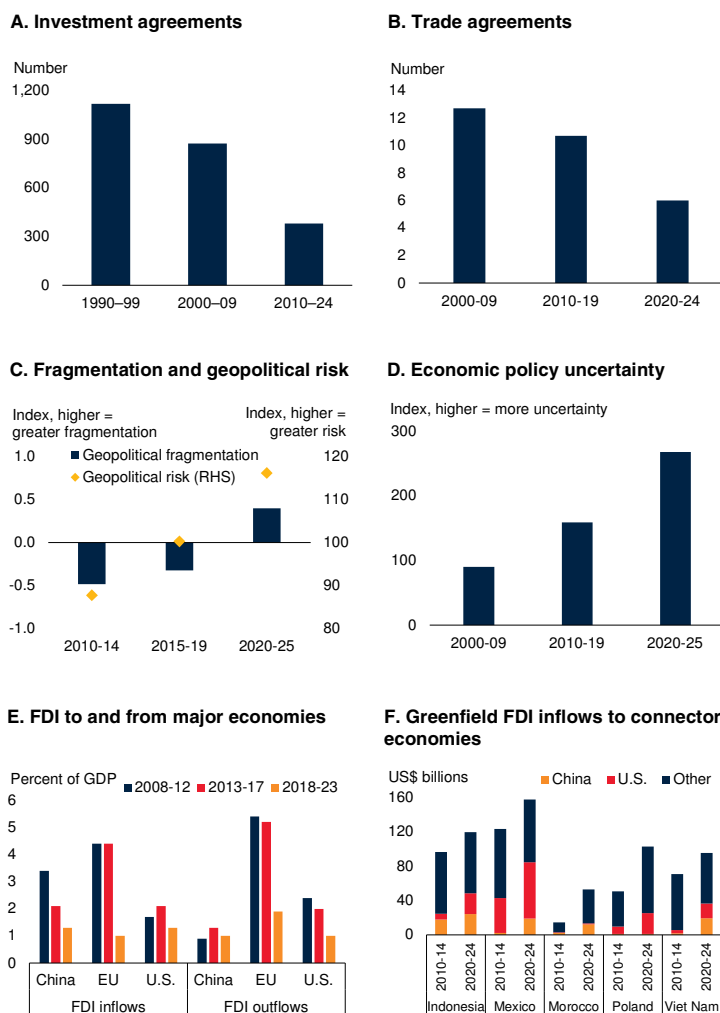 A. Investment agreements
Number
1,200
900
600
300
0
1990–99 2000–09 2010–24
B. Trade agreements
Number
14
12
10
8
6
4
2
0
2000-09 2010-19 2020-24
C. Fragmentation and geopolitical risk
Index, higher =
greater fragmentation
Index, higher =
greater risk
Geopolitical fragmentation
Geopolitical risk (RHS)
1.0
0.5
0.0
-0.5
-1.0
120
110
100
90
80
2010-14 2015-19 2020-25
D. Economic policy uncertainty
Index, higher = more uncertainty
300
200
100
0
2000-09 2010-19 2020-25
E. FDI to and from major economies
Percent of GDP
2008-12 2013-17 2018-23
6
5
4
3
2
1
0
China EU U.S. China EU U.S.
FDI inflows FDI outflows
F. Greenfield FDI inflows to connector
economies
US$ billions
China U.S. Other
160
120
80
40
0
2010-14 2020-24 2010-14 2020-24 2010-14 2020-24 2010-14 2020-24 2010-14 2020-24
Indonesia Mexico Morocco Poland Viet Nam